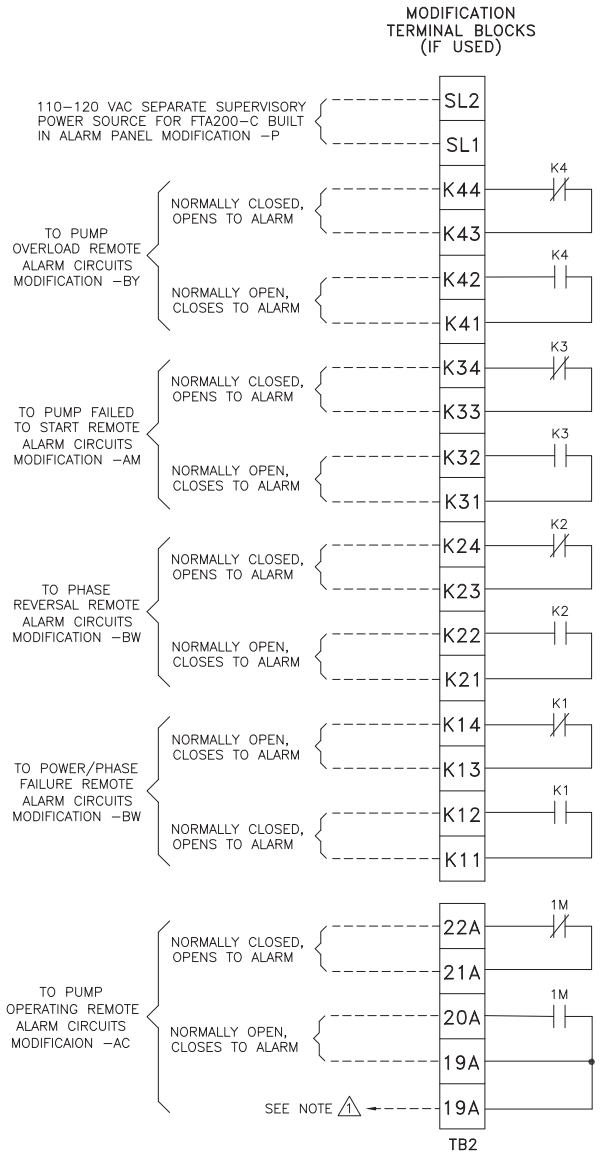 MODIFICATION
TERMINAL BLOCKS
(IF USED)
110-120 VAC SEPARATE SUPERVISORY
POWER SOURCE FOR FTA200-C BUILT
IN ALARM PANEL MODIFICATION -P
SL2
SL1
TO PUMP
OVERLOAD REMOTE
ALARM CIRCUITS
MODIFICATION -BY
NORMALLY CLOSED,
OPENS TO ALARM
K44
K4
K43
NORMALLY OPEN,
CLOSES TO ALARM
K42
K4
K41
TO PUMP FAILED
TO START REMOTE
ALARM CIRCUITS
MODIFICATION -AM
NORMALLY CLOSED,
OPENS TO ALARM
K34
K3
K33
NORMALLY OPEN,
CLOSES TO ALARM
K32
K3
K31
TO PHASE
REVERSAL REMOTE
ALARM CIRCUITS
MODIFICATION -BW
NORMALLY CLOSED,
OPENS TO ALARM
K24
K2
K23
NORMALLY OPEN,
CLOSES TO ALARM
K22
K2
K21
TO POWER/PHASE
FAILURE REMOTE
ALARM CIRCUITS
MODIFICATION -BW
NORMALLY OPEN,
CLOSES TO ALARM
K14
K1
K13
NORMALLY CLOSED,
OPENS TO ALARM
K12
K1
K11
TO PUMP
OPERATING REMOTE
ALARM CIRCUITS
MODIFICAION -AC
NORMALLY CLOSED,
OPENS TO ALARM
22A
1M
21A
NORMALLY OPEN,
CLOSES TO ALARM
20A
1M
19A
SEE NOTE 1
19A
TB2